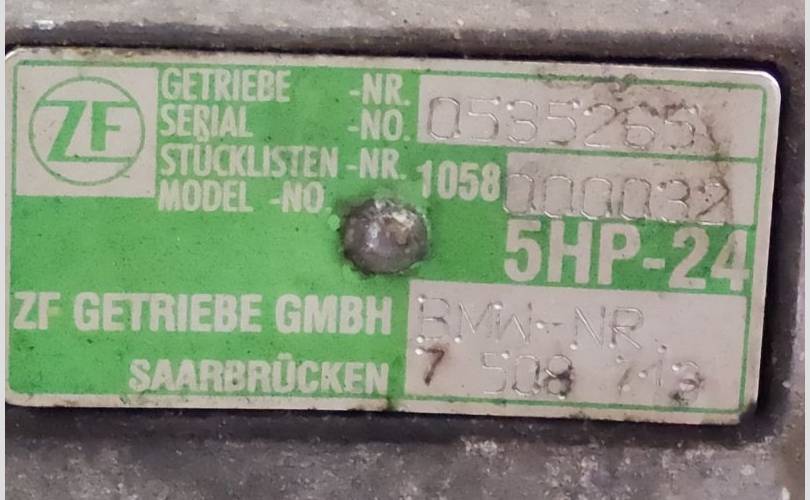 ZF
GETRIEBE -NR.
SERIAL -NO. 0535265
STÜCKLISTEN -NR.
MODEL -NO. 1058 000032
5HP-24
ZF GETRIEBE GMBH
SAARBRÜCKEN
BMW-NR.
7 508 713